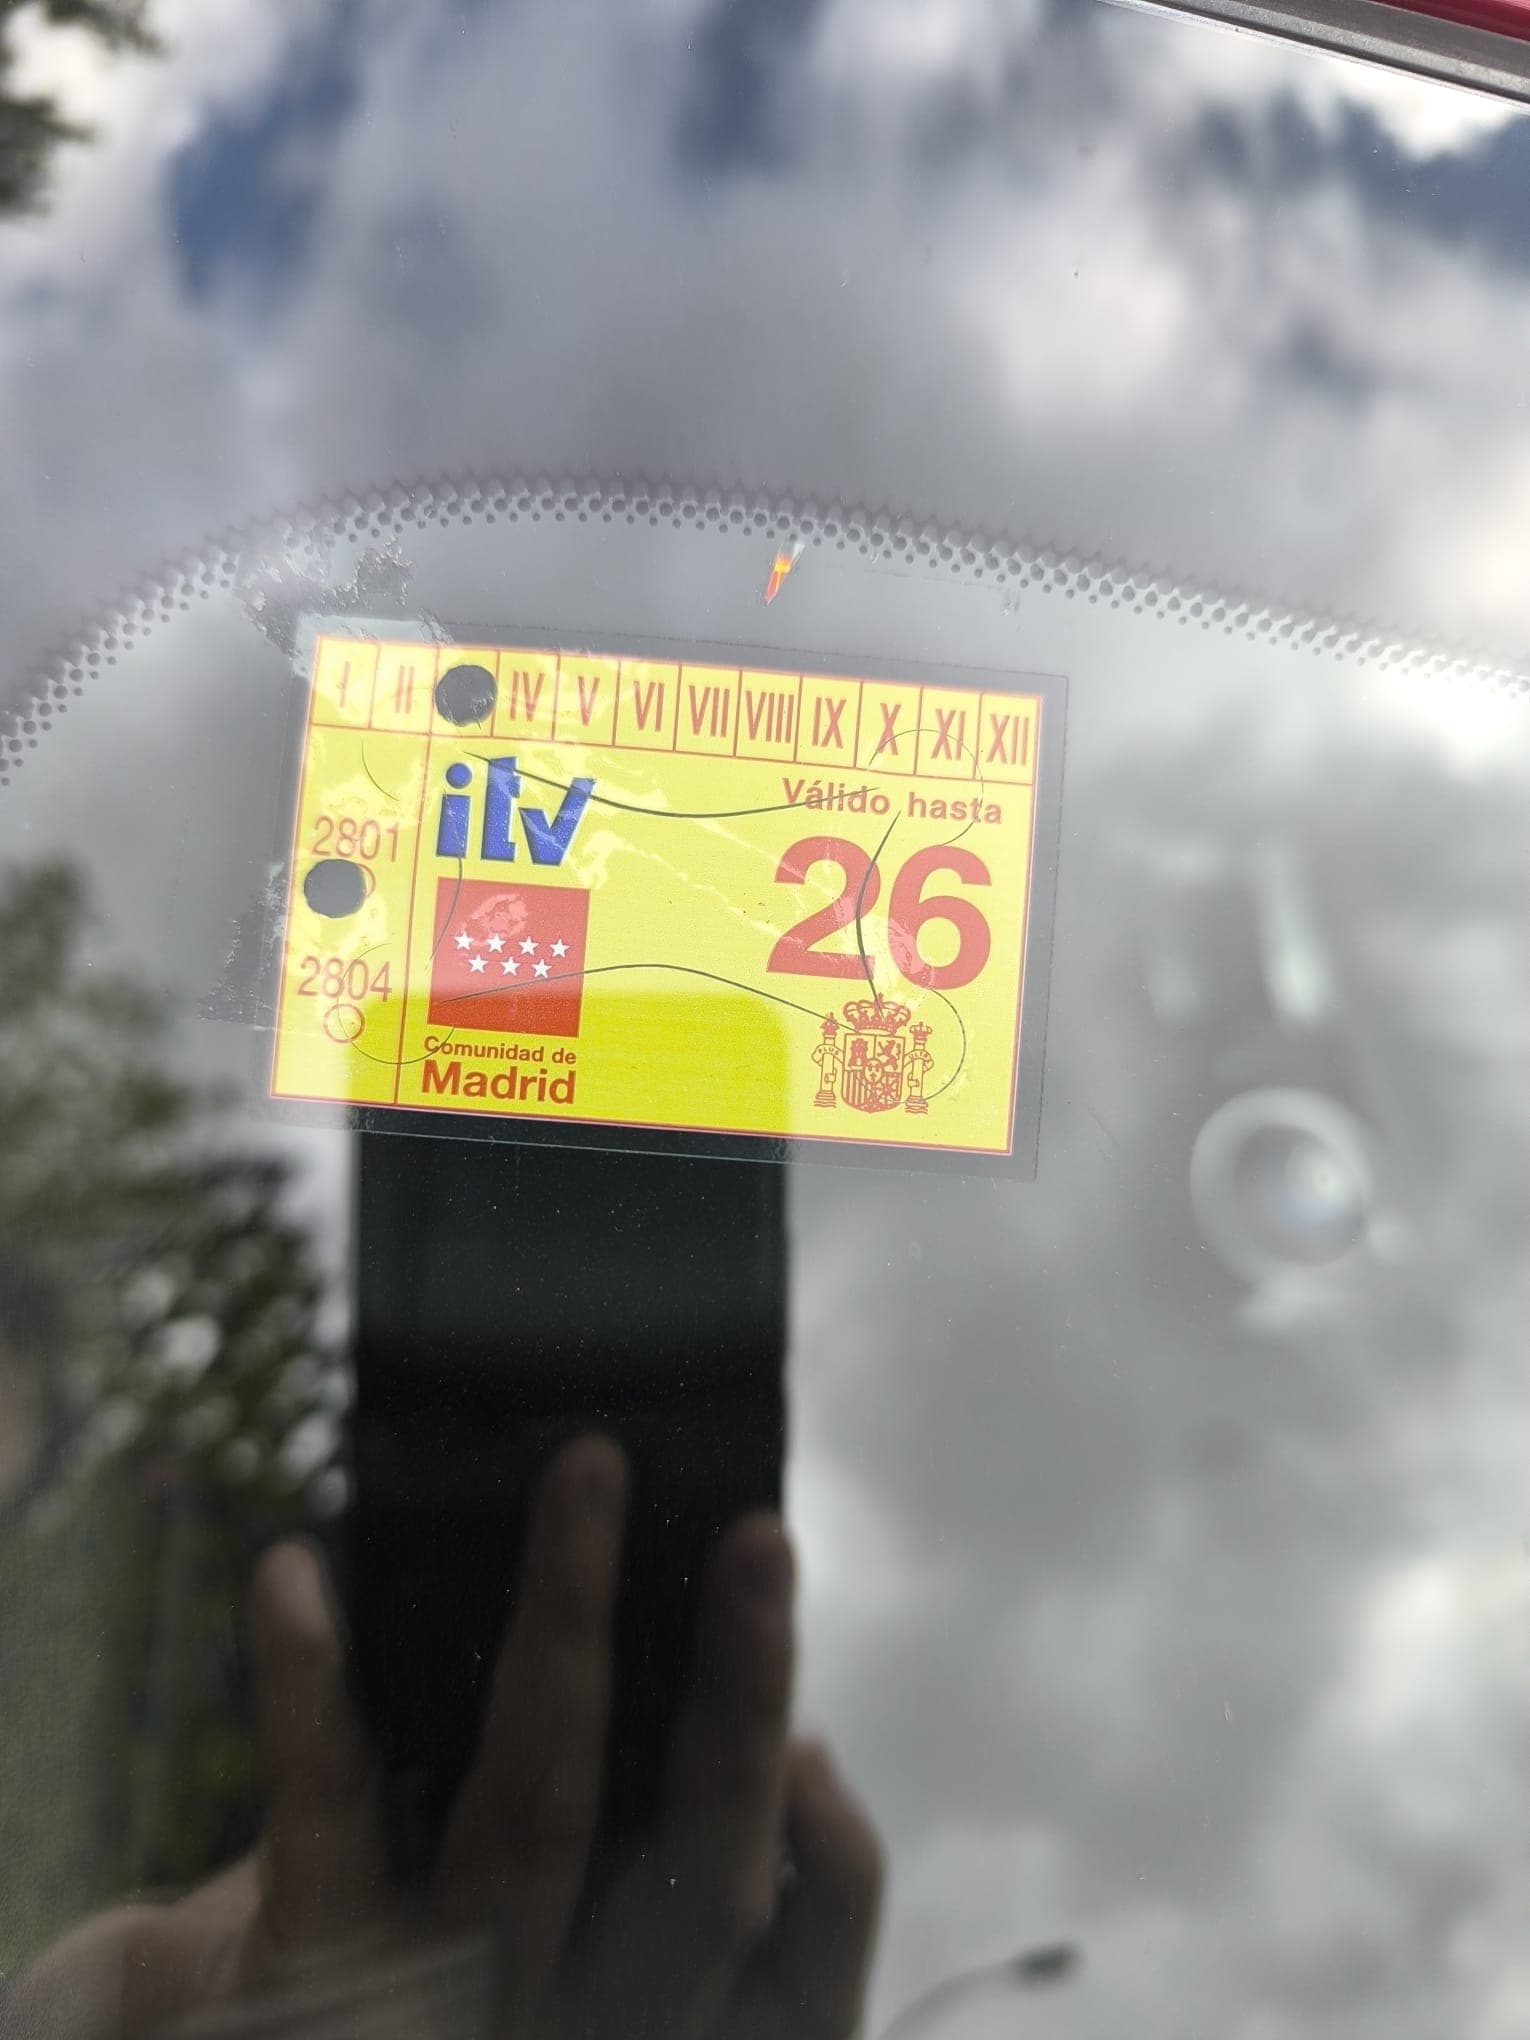 I II IV V VI VII VIII IX X XI XII
itv
Válido hasta
26
2801
2804
Comunidad de
Madrid